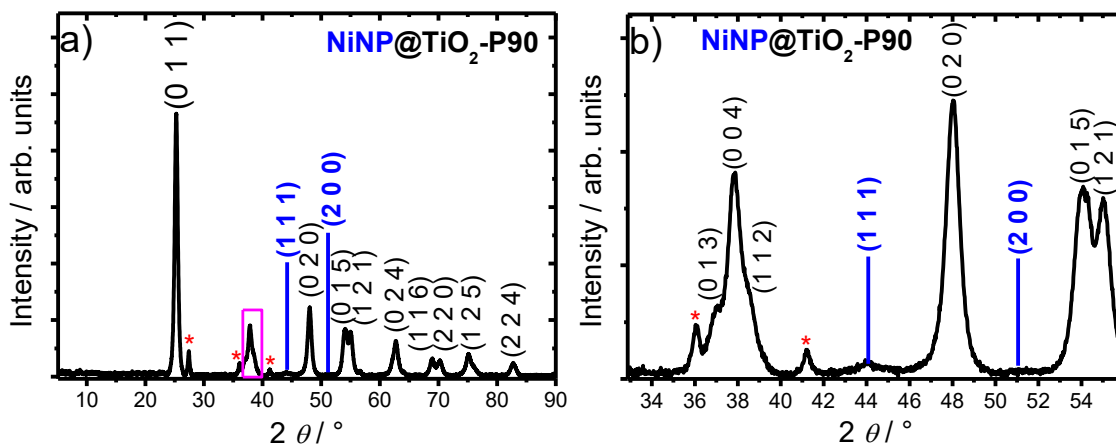 a) NiNP@TiO2-P90
Intensity / arb. units
(0 1 1)
*
*
*
(1 1 1)
(0 2 0)
(2 0 0)
(0 1 5)
(1 2 1)
(0 2 4)
(1 1 6)
(2 2 0)
(1 2 5)
(2 2 4)
10 20 30 40 50 60 70 80 90
2 θ / °
b) NiNP@TiO2-P90
Intensity / arb. units
*
(0 1 3)
(0 0 4)
(1 1 2)
*
(1 1 1)
(0 2 0)
(2 0 0)
(0 1 5)
(1 2 1)
34 36 38 40 42 44 46 48 50 52 54
2 θ / °